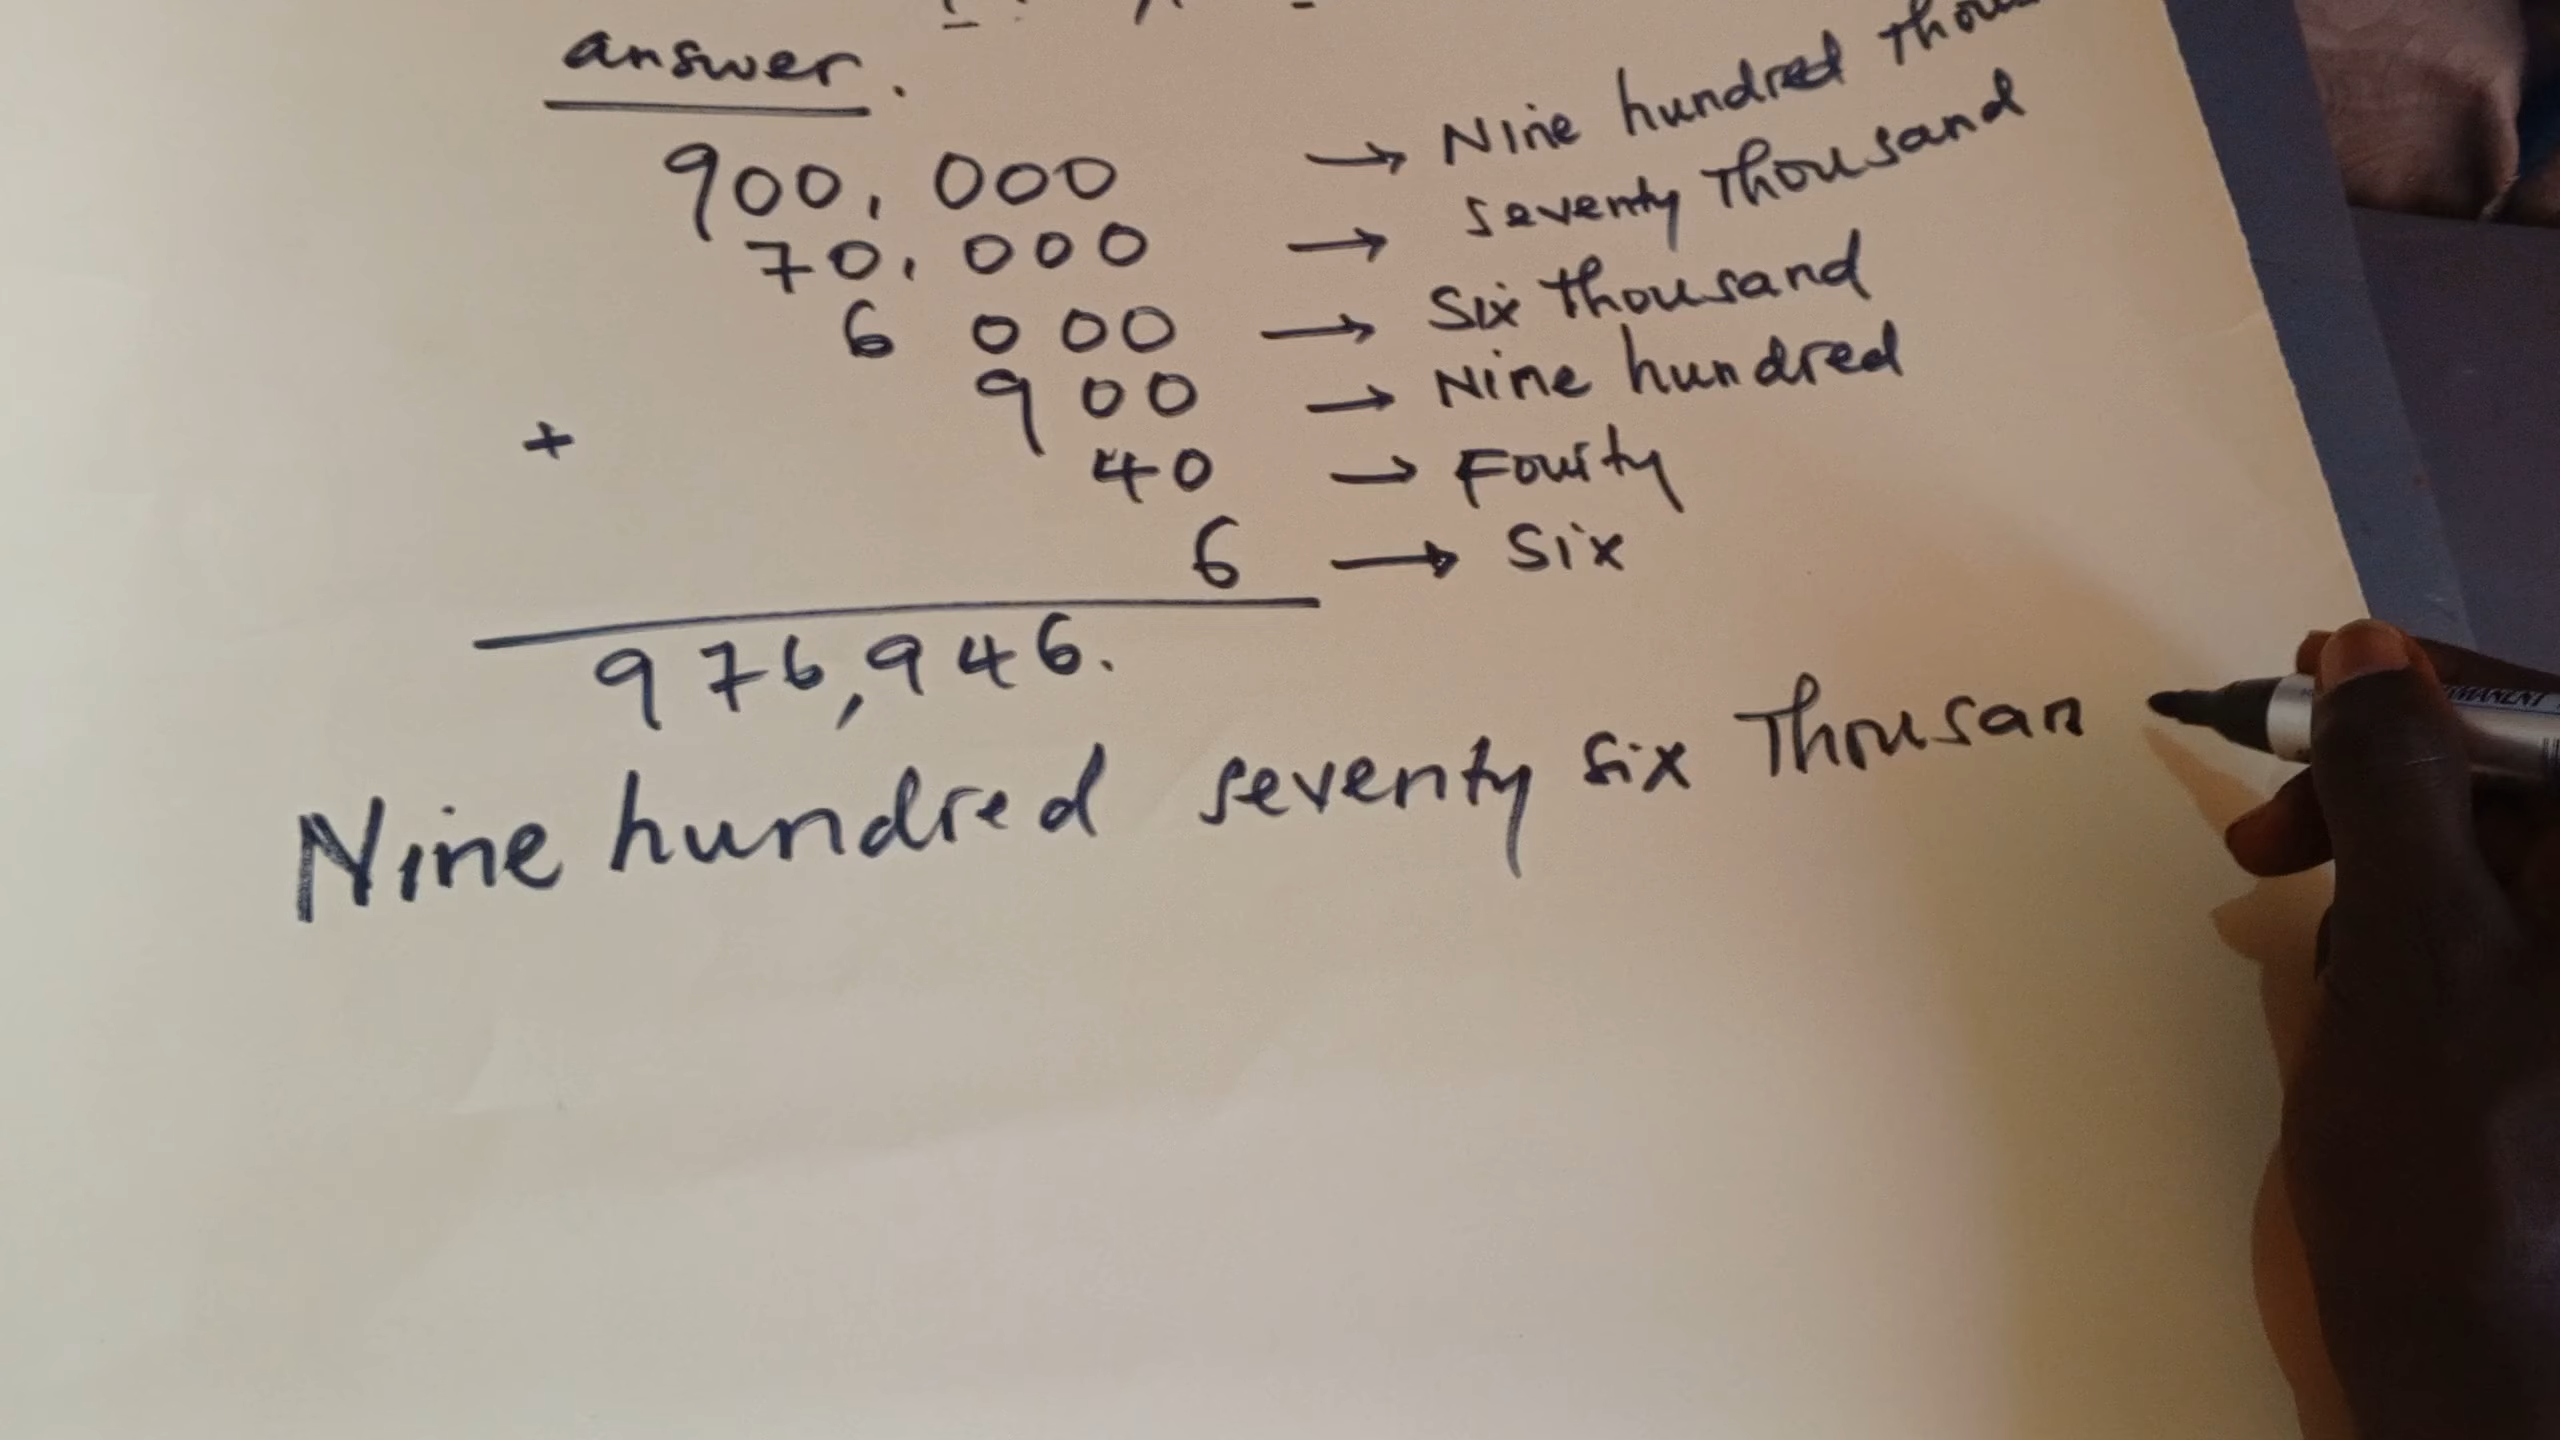 answer.
900,000 → Nine hundred
70,000 → seventy Thousand
6 000 → Six thousand
900 → Nine hundred
+ 40 → Fourty
6 → Six
976,946.
Nine hundred seventy six Thousan